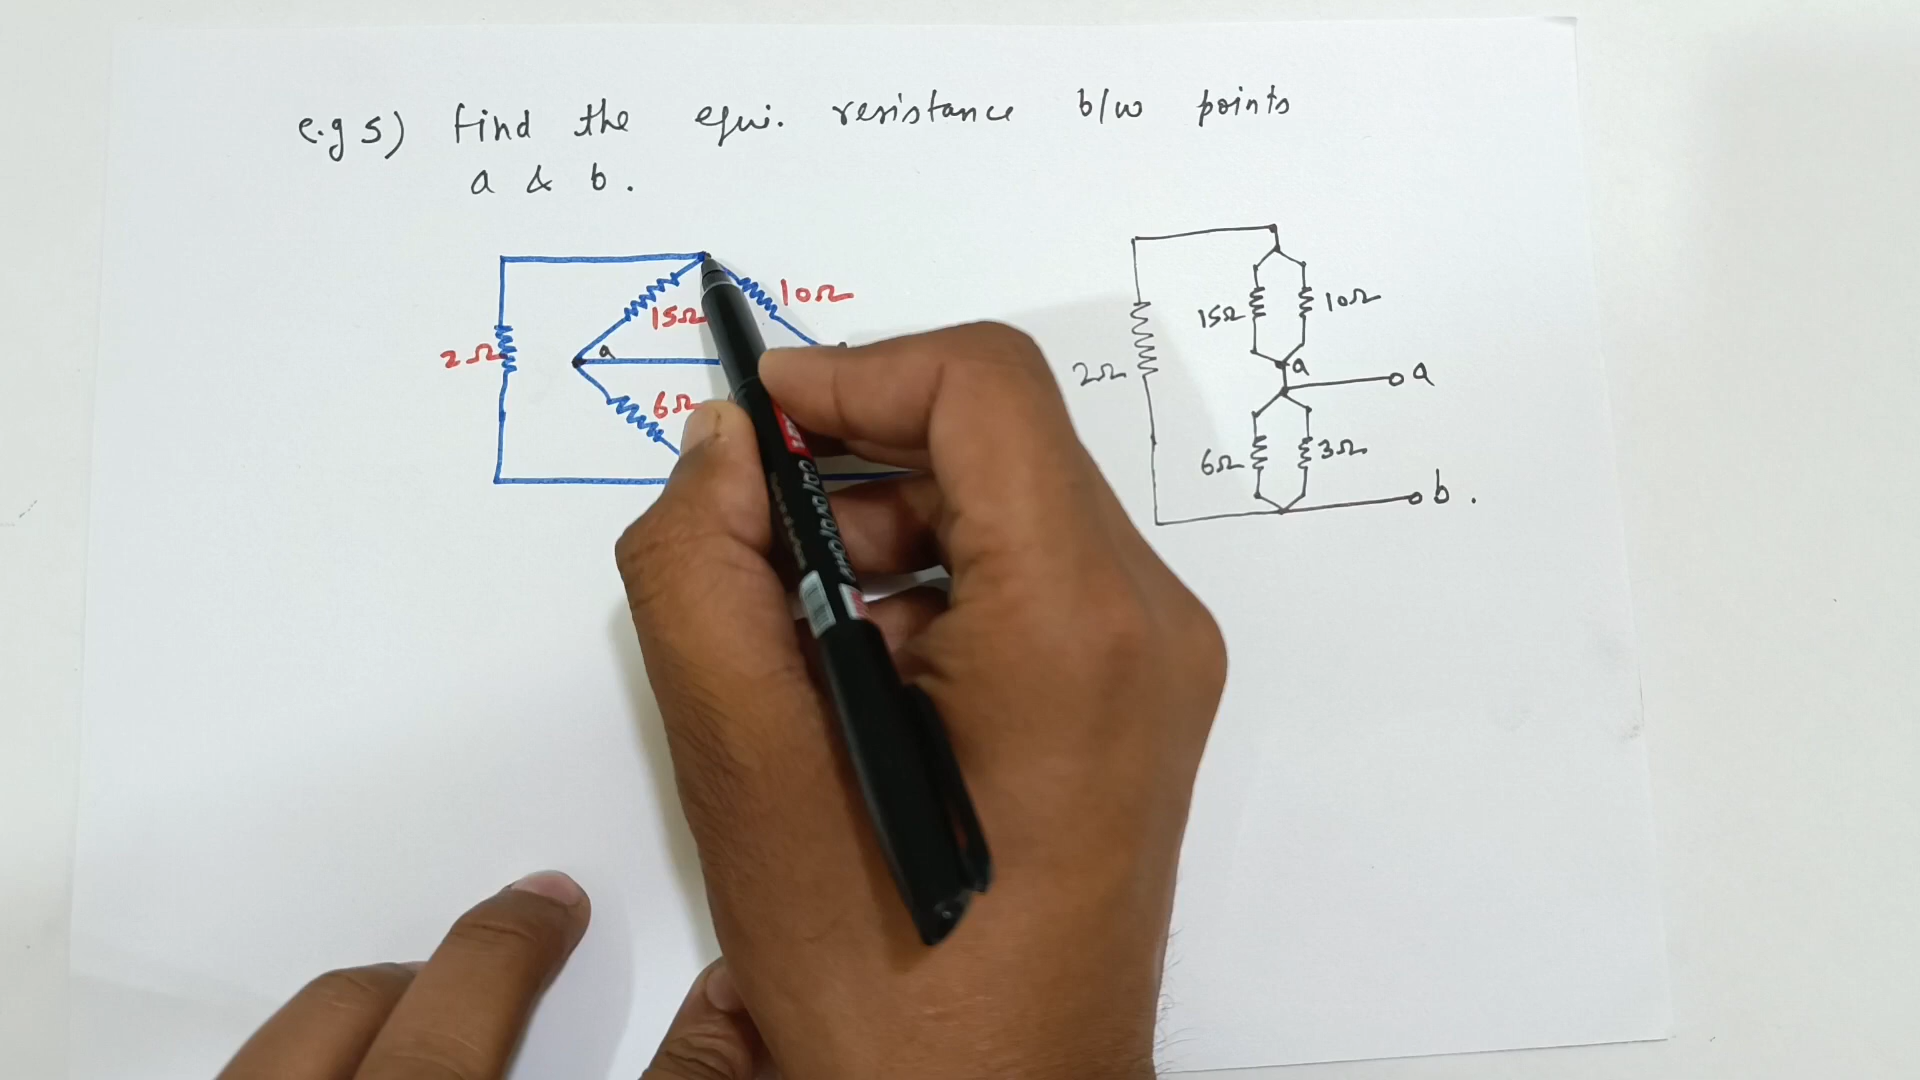 e.g 5) find the equi. resistance b/w points
a & b.
2Ω
15Ω
10Ω
a
6Ω
2Ω
15Ω
10Ω
a
a
6Ω
3Ω
b.